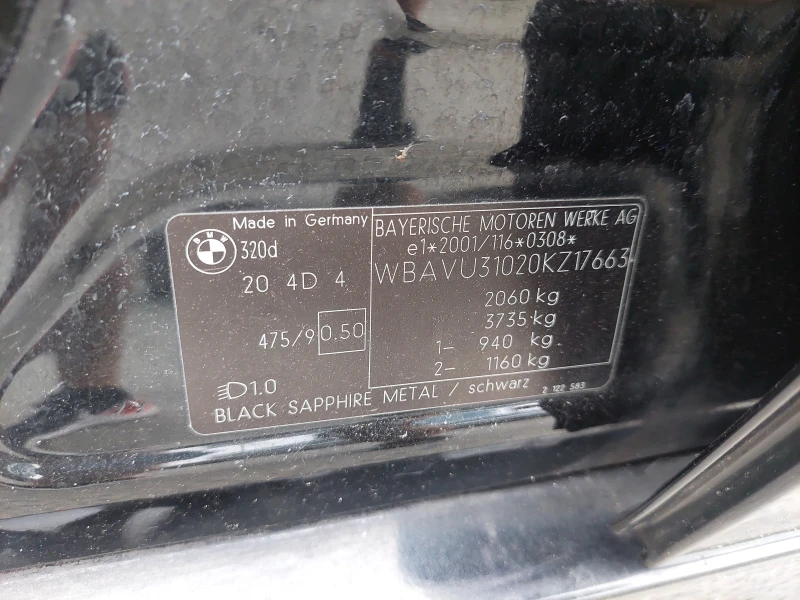 Made in Germany
BMW
320d
20 4D 4
475/9 0.50
1.0
BAYERISCHE MOTOREN WERKE AG
e1*2001/116*0308*
WBAVU31020KZ17663
2060 kg
3735 kg
1- 940 kg
2- 1160 kg
BLACK SAPPHIRE METAL / schwarz
2 122 583